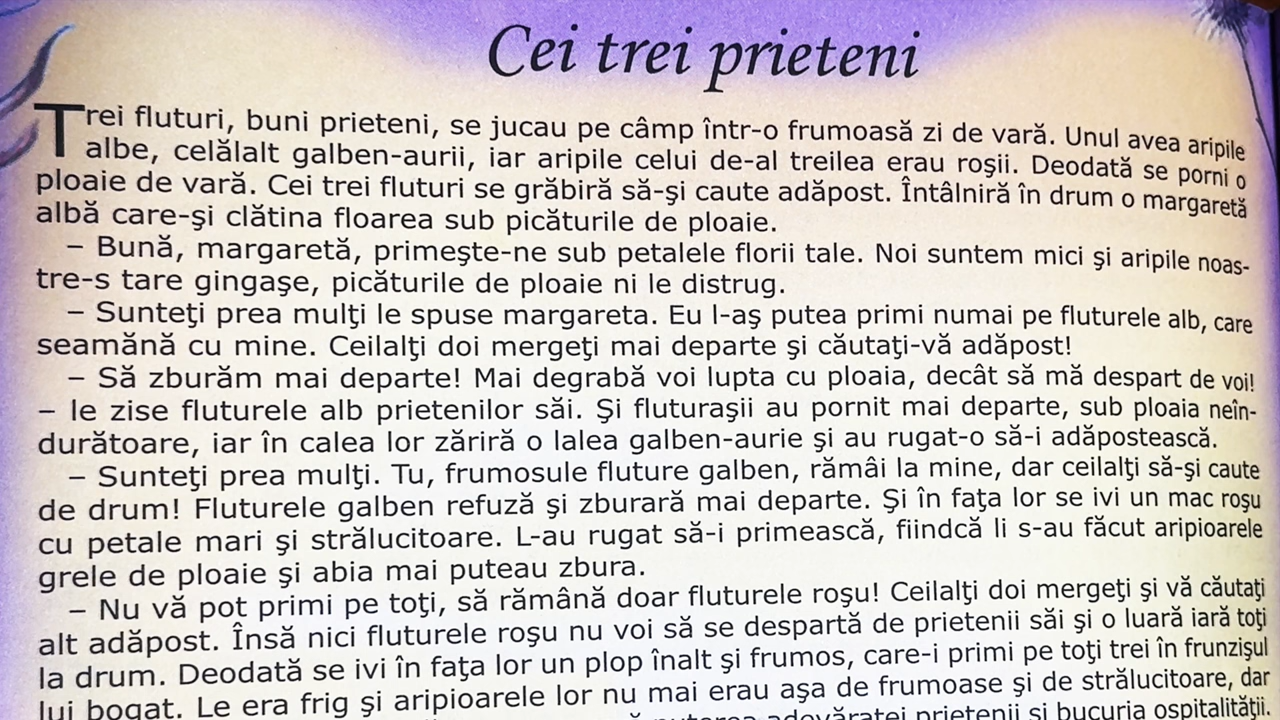 Cei trei prieteni
Trei fluturi, buni prieteni, se jucau pe câmp într-o frumoasă zi de vară. Unul avea aripile
albe, celălalt galben-aurii, iar aripile celui de-al treilea erau roşii. Deodată se porni o
ploaie de vară. Cei trei fluturi se grăbiră să-şi caute adăpost. Întâlniră în drum o margaretă
albă care-şi clătina floarea sub picăturile de ploaie.
– Bună, margaretă, primeşte-ne sub petalele florii tale. Noi suntem mici şi aripile noas-
tre-s tare gingaşe, picăturile de ploaie ni le distrug.
– Sunteţi prea mulţi le spuse margareta. Eu l-aş putea primi numai pe fluturele alb, care
seamănă cu mine. Ceilalţi doi mergeţi mai departe şi căutaţi-vă adăpost!
– Să zburăm mai departe! Mai degrabă voi lupta cu ploaia, decât să mă despart de voi!
– le zise fluturele alb prietenilor săi. Şi fluturaşii au pornit mai departe, sub ploaia neîn-
durătoare, iar în calea lor zăriră o lalea galben-aurie şi au rugat-o să-i adăpostească.
– Sunteţi prea mulţi. Tu, frumosule fluture galben, rămâi la mine, dar ceilalţi să-şi caute
de drum! Fluturele galben refuză şi zburară mai departe. Şi în faţa lor se ivi un mac roşu
cu petale mari şi strălucitoare. L-au rugat să-i primească, fiindcă li s-au făcut aripioarele
grele de ploaie şi abia mai puteau zbura.
– Nu vă pot primi pe toţi, să rămână doar fluturele roşu! Ceilalţi doi mergeţi şi vă căutaţi
alt adăpost. Însă nici fluturele roşu nu voi să se despartă de prietenii săi şi o luară iară toţi
la drum. Deodată se ivi în faţa lor un plop înalt şi frumos, care-i primi pe toţi trei în frunzişul
lui bogat. Le era frig şi aripioarele lor nu mai erau aşa de frumoase şi de strălucitoare, dar
puterea adevăratei prietenii şi bucuria ospitalităţii.